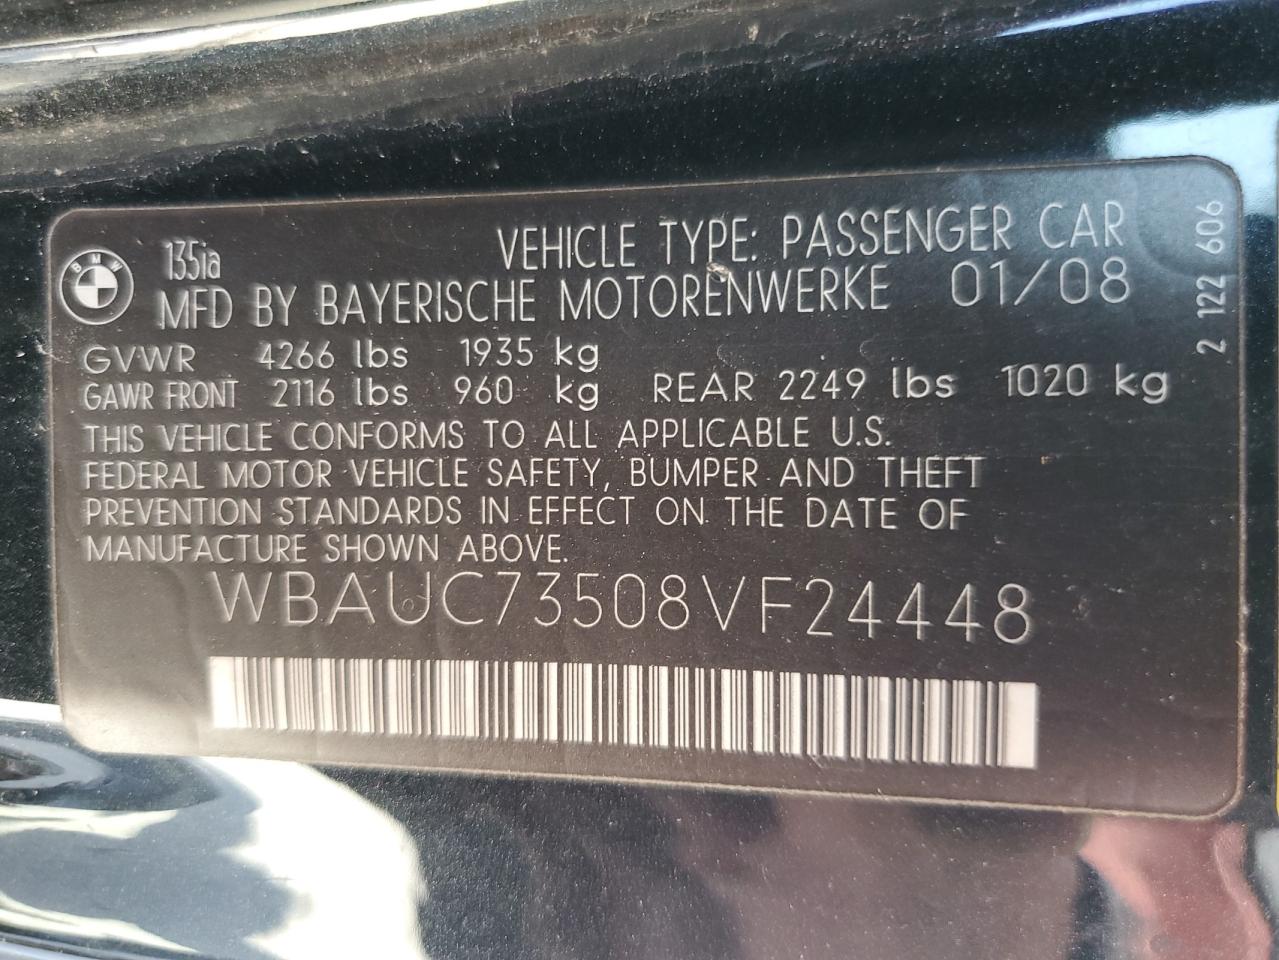 BMW
135ia
VEHICLE TYPE: PASSENGER CAR
MFD BY BAYERISCHE MOTORENWERKE 01/08
GVWR 4266 lbs 1935 kg
GAWR FRONT 2116 lbs 960 kg REAR 2249 lbs 1020 kg
THIS VEHICLE CONFORMS TO ALL APPLICABLE U.S.
FEDERAL MOTOR VEHICLE SAFETY, BUMPER AND THEFT
PREVENTION STANDARDS IN EFFECT ON THE DATE OF
MANUFACTURE SHOWN ABOVE.
WBAUC73508VF24448
2 122 606